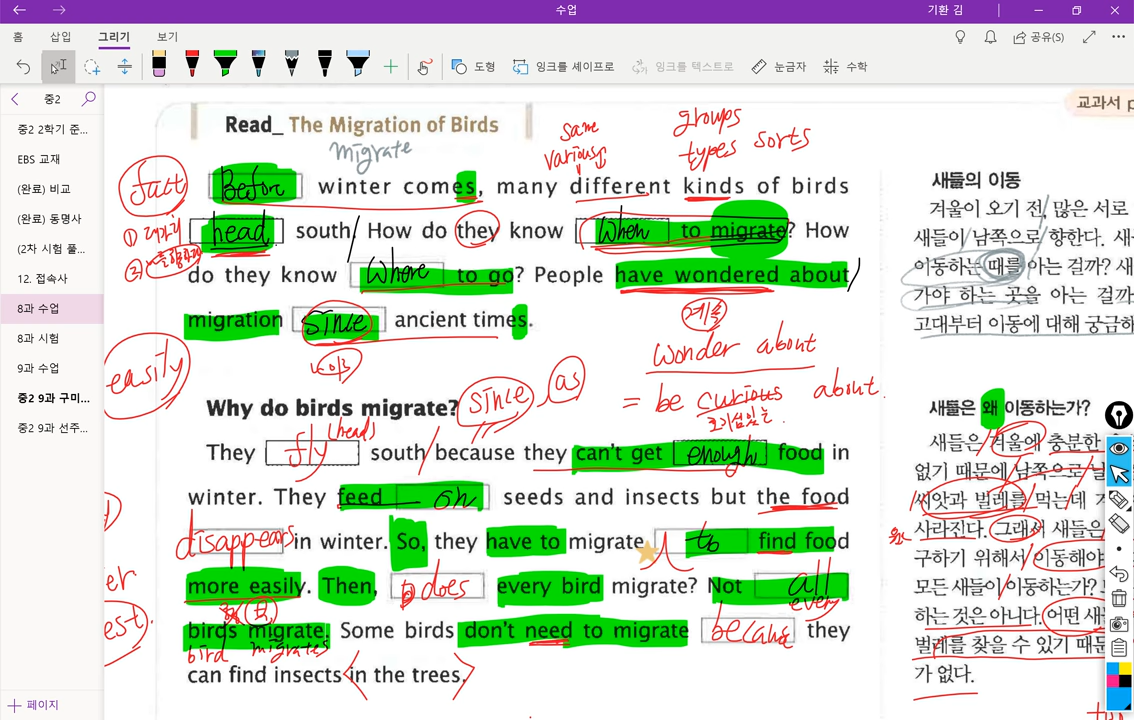 수업
기환 김
홈 삽입 그리기 보기
공유(S)
도형 잉크를 셰이프로 잉크를 텍스트로 눈금자 수학
중2
중2 2학기 준...
EBS 교재
(완료) 비교
(완료) 동명사
(2차 시험 풀...
12. 접속사
8과 수업
8과 시험
9과 수업
중2 9과 구미...
중2 9과 선주...
페이지
교과서 p
Read_ The Migration of Birds
migrate
same
various
groups
types sorts
fact
Before winter comes, many different kinds of birds
head south. How do they know when to migrate? How
do they know where to go? People have wondered about
migration since ancient times.
①
②
계속
easily
wonder about
= be curious about
호기심있는
Why do birds migrate?
since, as
(head)
They fly south because they can't get enough food in
winter. They feed on seeds and insects but the food
disappears in winter. So, they have to migrate to find food
more easily. Then, does every bird migrate? Not all
every
birds migrate. Some birds don't need to migrate because they
bird migrates
can find insects <in the trees.>
er
est.
새들의 이동
겨울이 오기 전, 많은 서로
새들이 남쪽으로 향한다. 새
이동하는 때를 아는 걸까? 새
가야 하는 곳을 아는 걸까
고대부터 이동에 대해 궁금해
새들은 왜 이동하는가?
새들은 겨울에 충분한
없기 때문에 남쪽으로 날
씨앗과 벌레를 먹는데 겨
사라진다. 그래서 새들은
구하기 위해서 이동해야
모든 새들이 이동하는가?
하는 것은 아니다. 어떤 새
벌레를 찾을 수 있기 때문
가 없다.